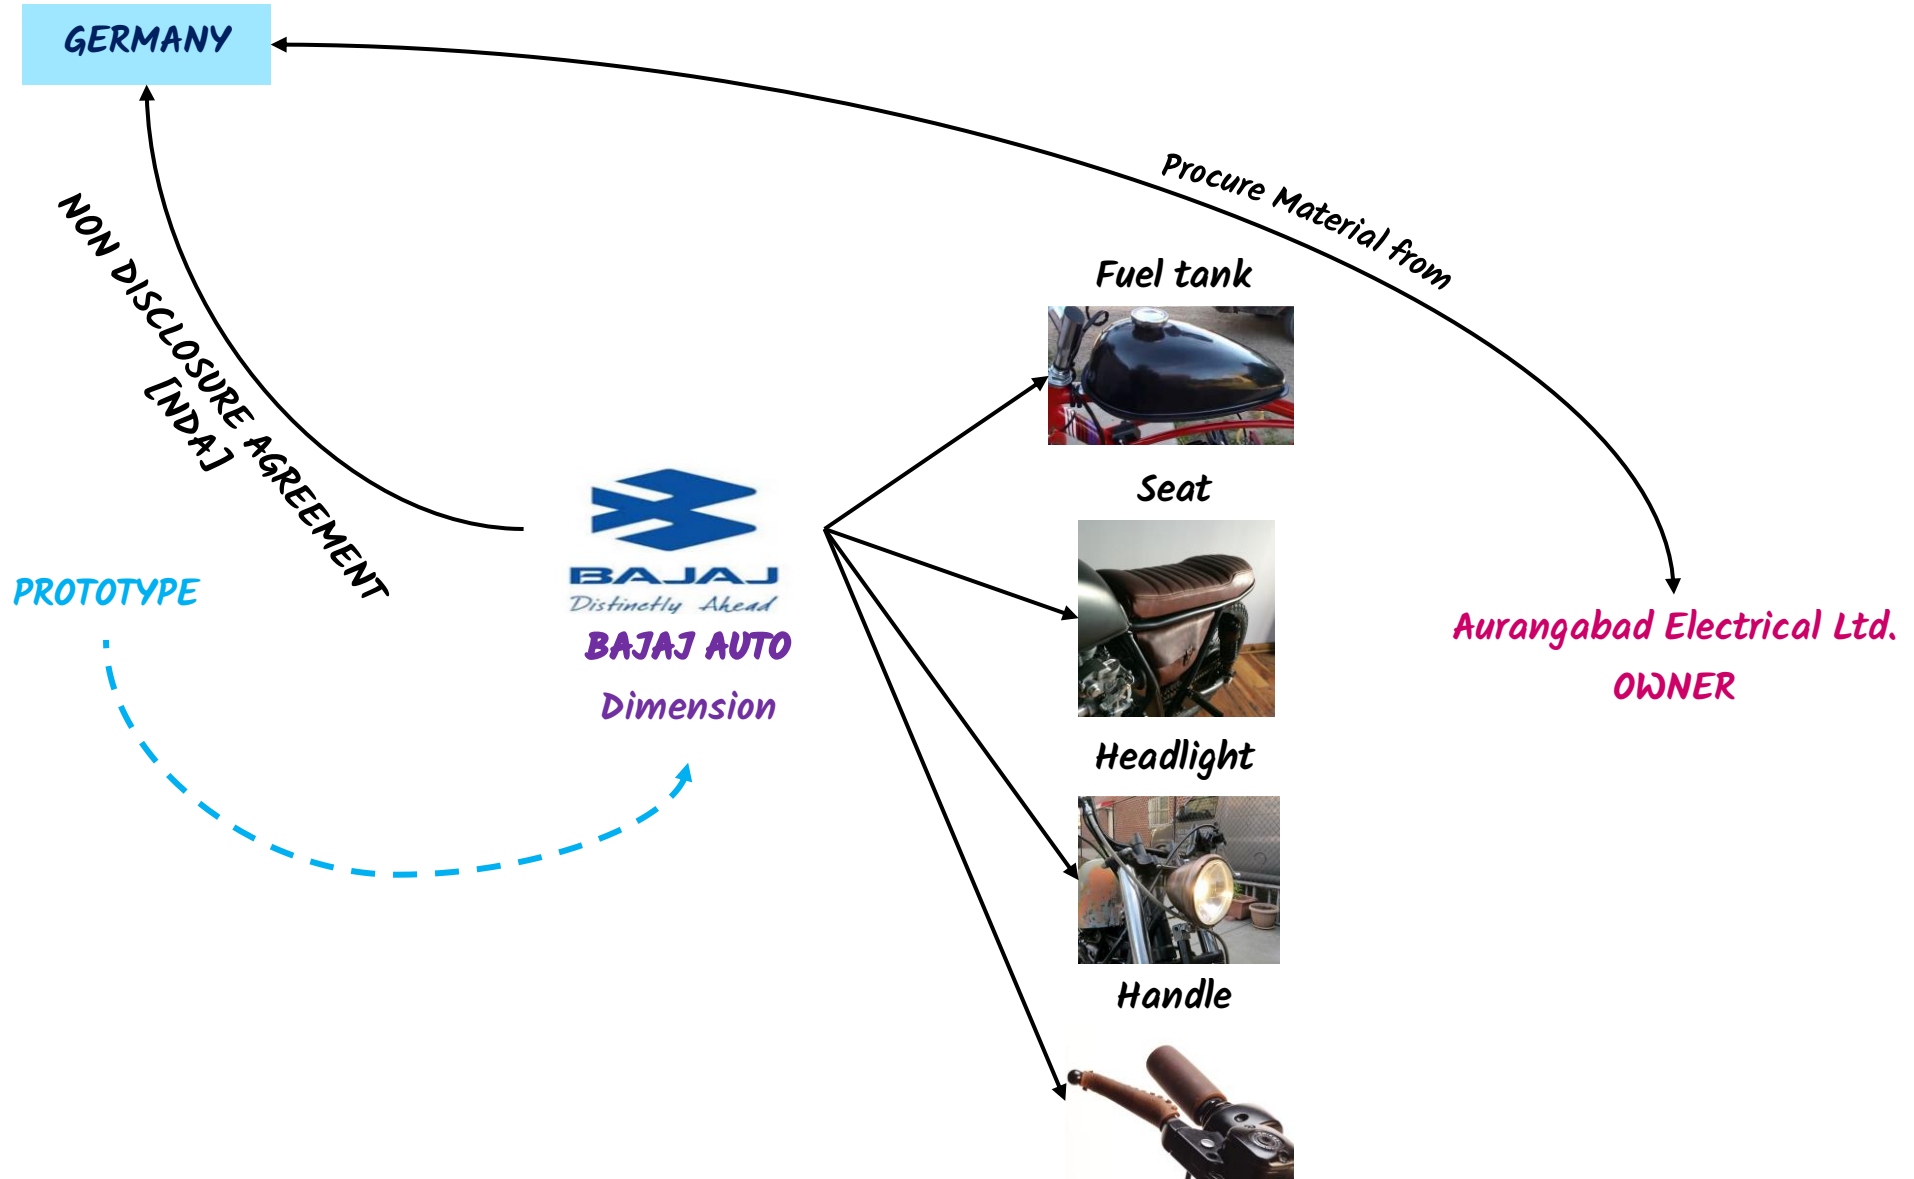 GERMANY
Procure Material from
NON DISCLOSURE AGREEMENT
[NDA]
Fuel tank
Seat
BAJAJ
Distinctly Ahead
BAJAJ AUTO
Dimension
PROTOTYPE
Aurangabad Electrical Ltd.
OWNER
Headlight
Handle